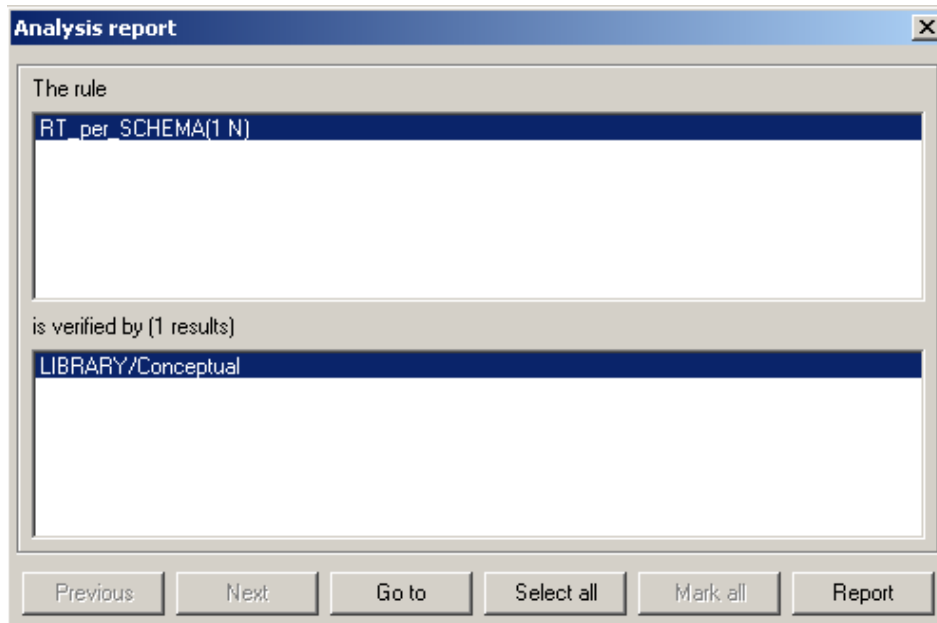 Analysis report
The rule
RT_per_SCHEMA(1 N)
is verified by (1 results)
LIBRARY/Conceptual
Previous Next Go to Select all Mark all Report